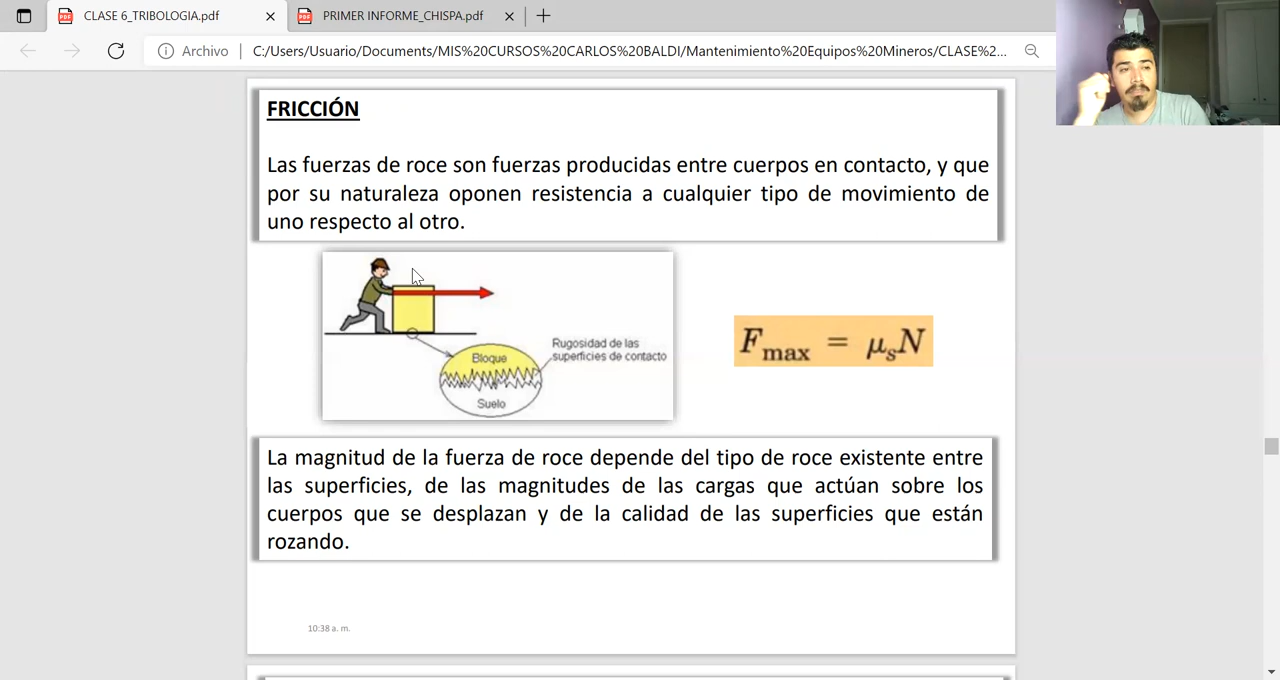 CLASE 6_TRIBOLOGIA.pdf
PRIMER INFORME_CHISPA.pdf
Archivo
C:/Users/Usuario/Documents/MIS%20CURSOS%20CARLOS%20BALDI/Mantenimiento%20Equipos%20Mineros/CLASE%2...
FRICCIÓN
Las fuerzas de roce son fuerzas producidas entre cuerpos en contacto, y que
por su naturaleza oponen resistencia a cualquier tipo de movimiento de
uno respecto al otro.
Rugosidad de las
superficies de contacto
Bloque
Suelo
F_max = μ_s N
La magnitud de la fuerza de roce depende del tipo de roce existente entre
las superficies, de las magnitudes de las cargas que actúan sobre los
cuerpos que se desplazan y de la calidad de las superficies que están
rozando.
10:38 a. m.